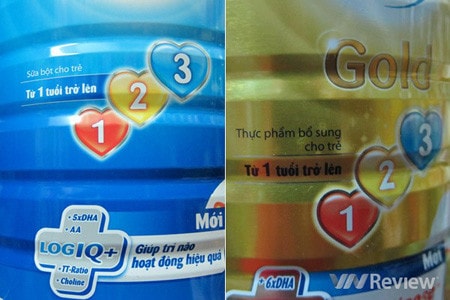 Sữa bột cho trẻ
Từ 1 tuổi trở lên
3
2
1
5xDHA
AA
LOGIQ+
TT-Ratio
Choline
Mới
Giúp trí não
hoạt động hiệu quả
Gold
Thực phẩm bổ sung
cho trẻ
Từ 1 tuổi trở lên
3
2
1
6xDHA
Mới
VNReview